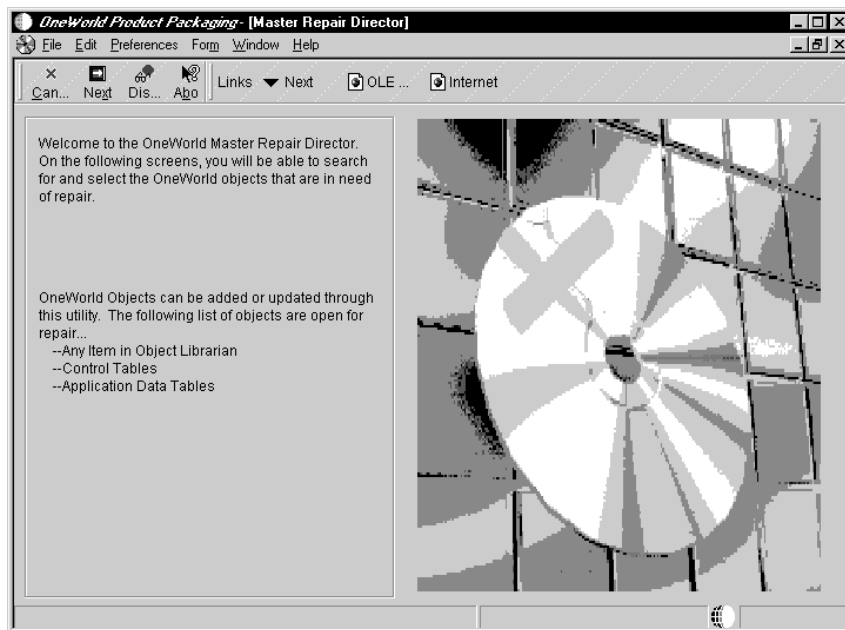 OneWorld Product Packaging - [Master Repair Director]
File Edit Preferences Form Window Help
Can... Next Dis... Abo Links Next OLE ... Internet
Welcome to the OneWorld Master Repair Director.
On the following screens, you will be able to search
for and select the OneWorld objects that are in need
of repair.
OneWorld Objects can be added or updated through
this utility. The following list of objects are open for
repair...
--Any Item in Object Librarian
--Control Tables
--Application Data Tables